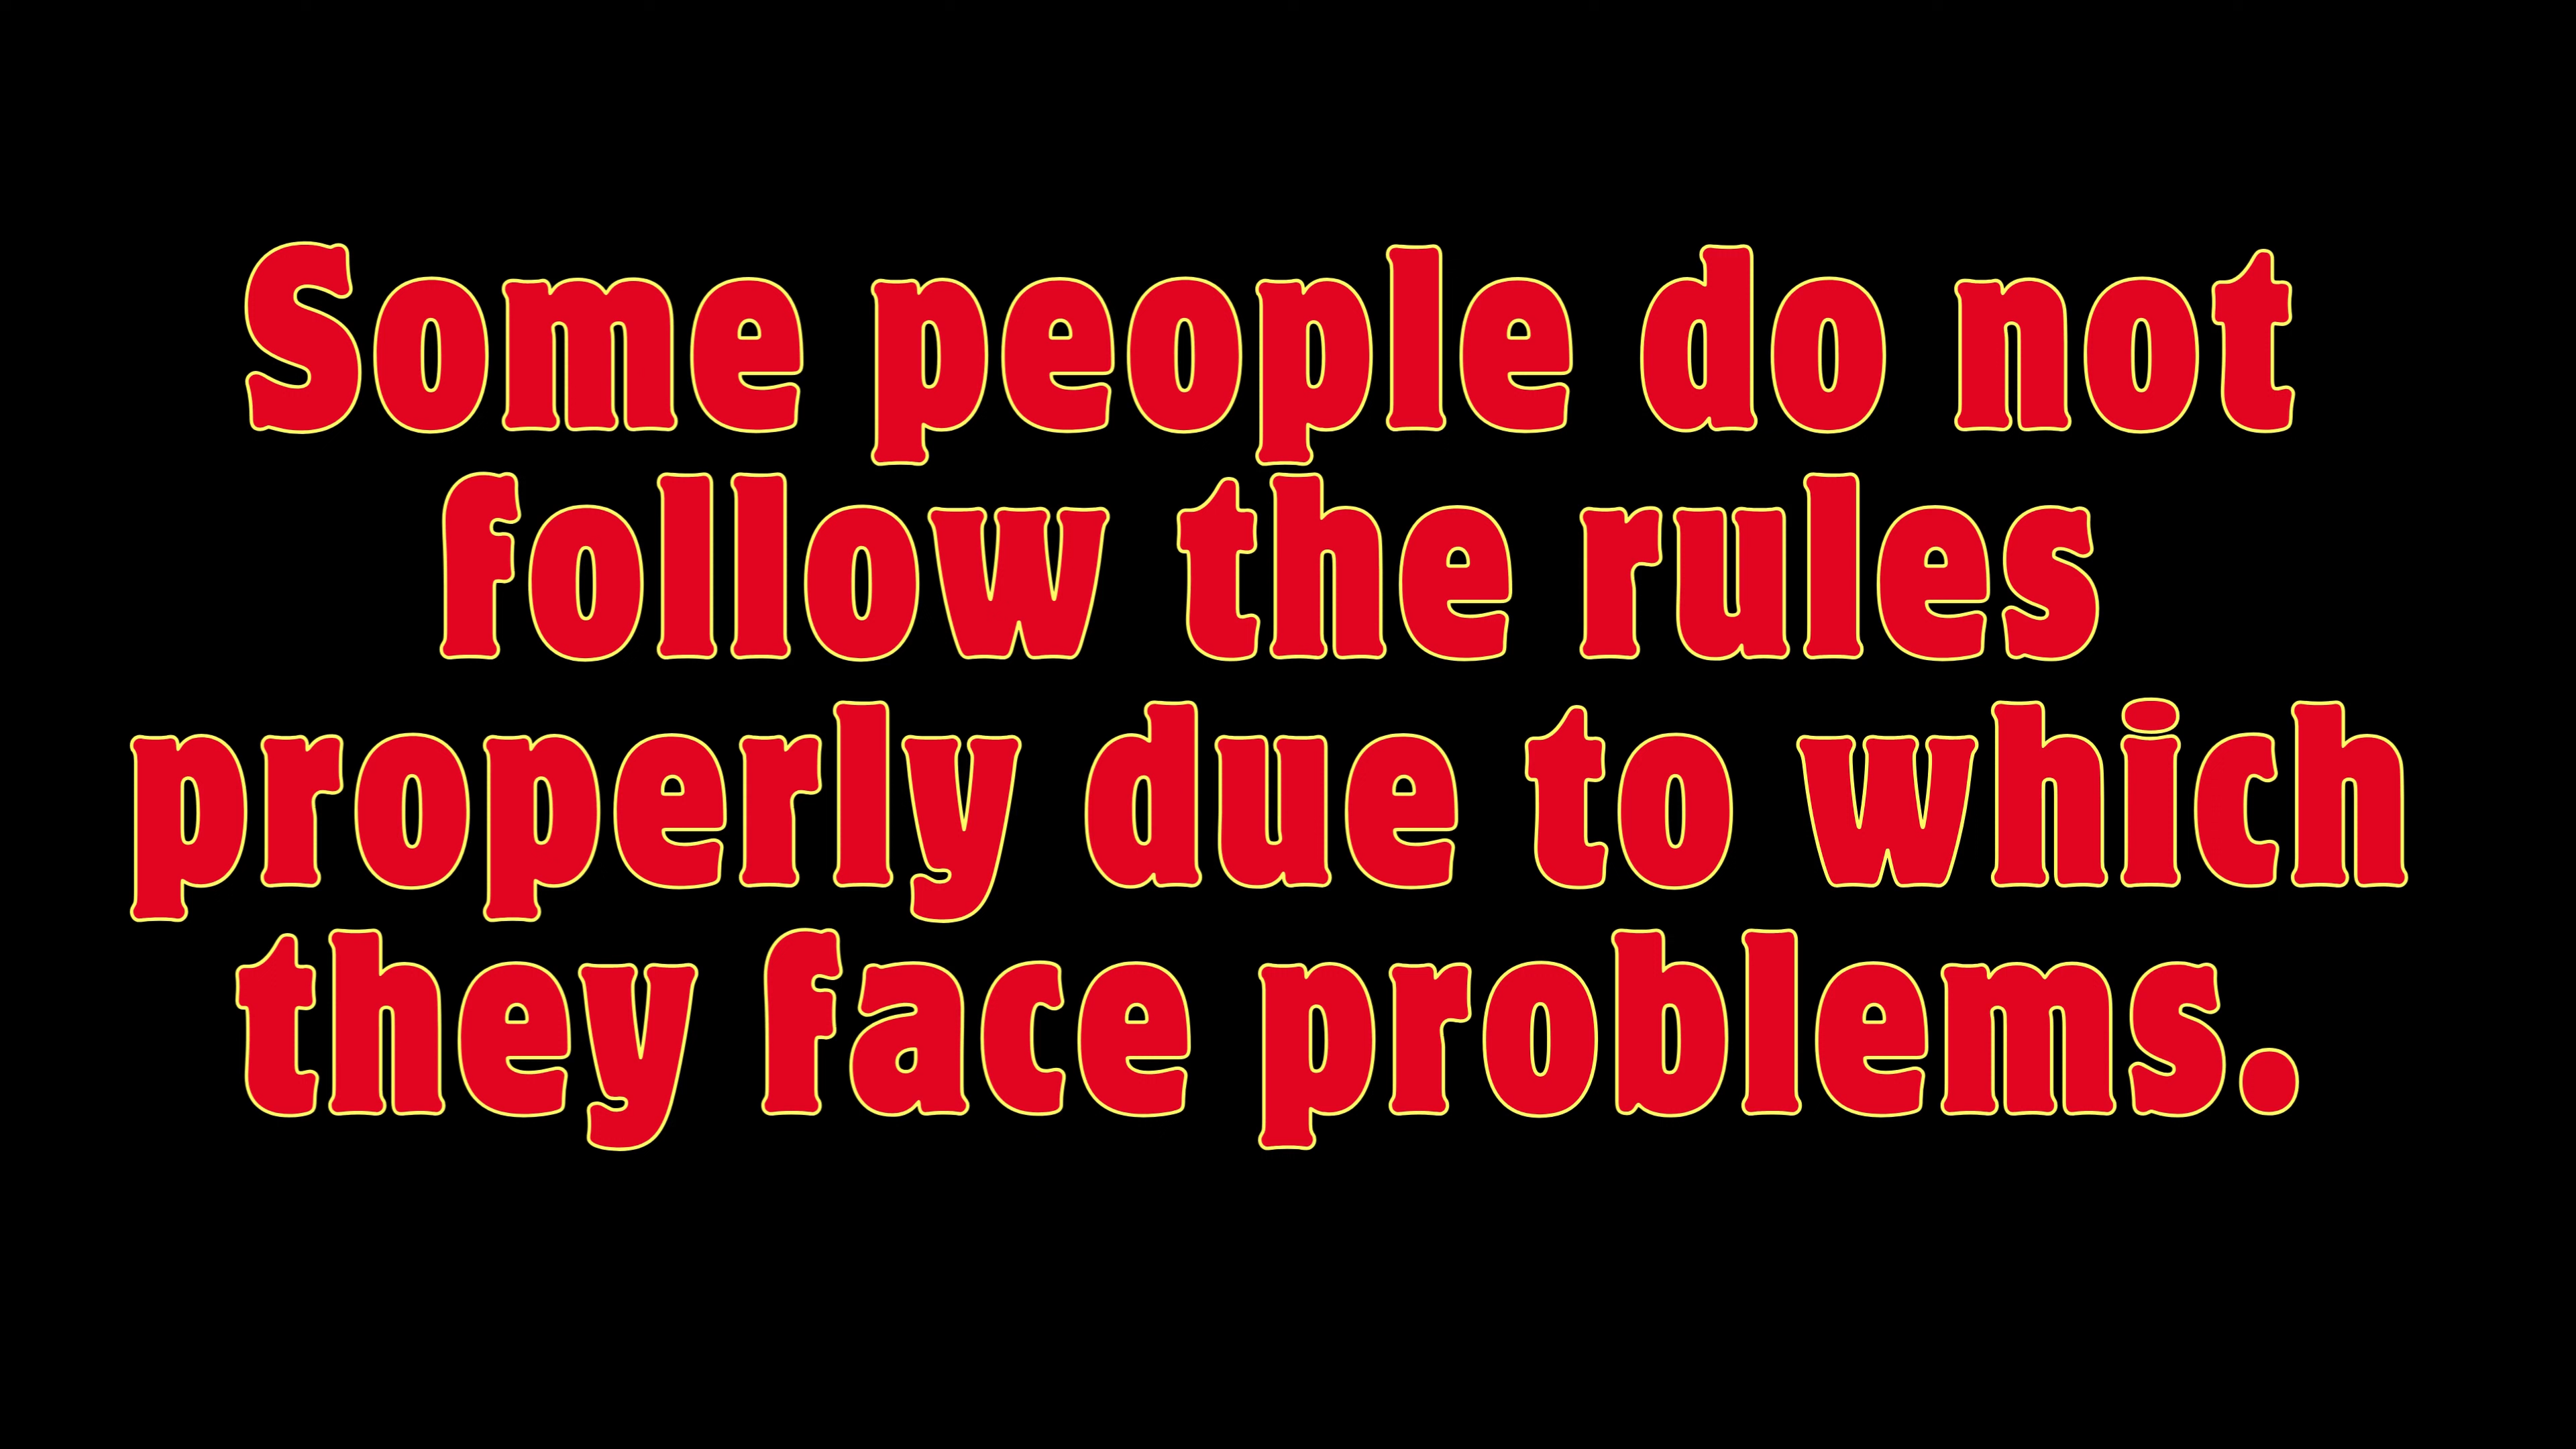 Some people do not
follow the rules
properly due to which
they face problems.